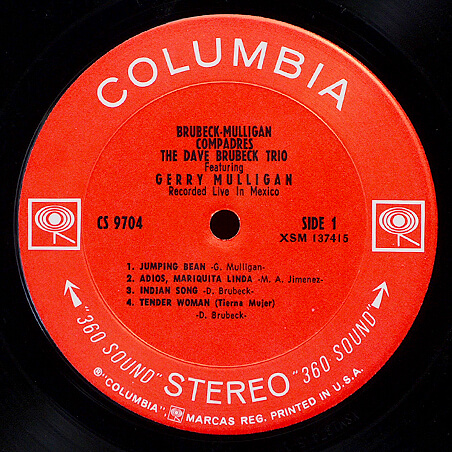 COLUMBIA
BRUBECK-MULLIGAN
COMPADRES
THE DAVE BRUBECK TRIO
Featuring
GERRY MULLIGAN
Recorded Live In Mexico
CS 9704
SIDE 1
XSM 137415
1. JUMPING BEAN -G. Mulligan-
2. ADIOS, MARIQUITA LINDA -M. A. Jimenez-
3. INDIAN SONG -D. Brubeck-
4. TENDER WOMAN (Tierna Mujer)
-D. Brubeck-
"360 SOUND" STEREO "360 SOUND"
® "COLUMBIA", MARCAS REG. PRINTED IN U.S.A.